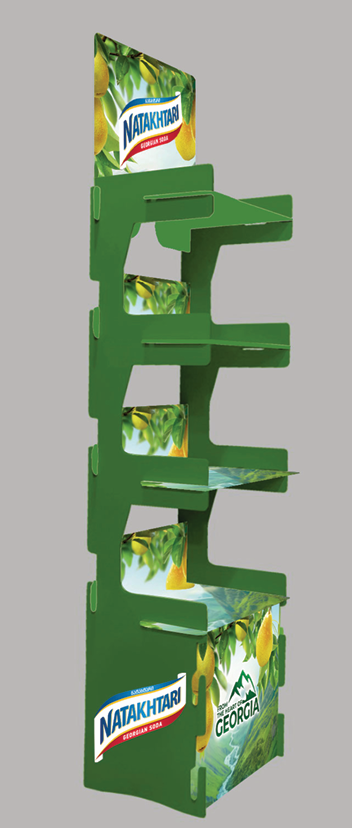 NATAKHTARI
GEORGIAN SODA
NATAKHTARI
GEORGIAN SODA
FROM
THE HEART OF
GEORGIA